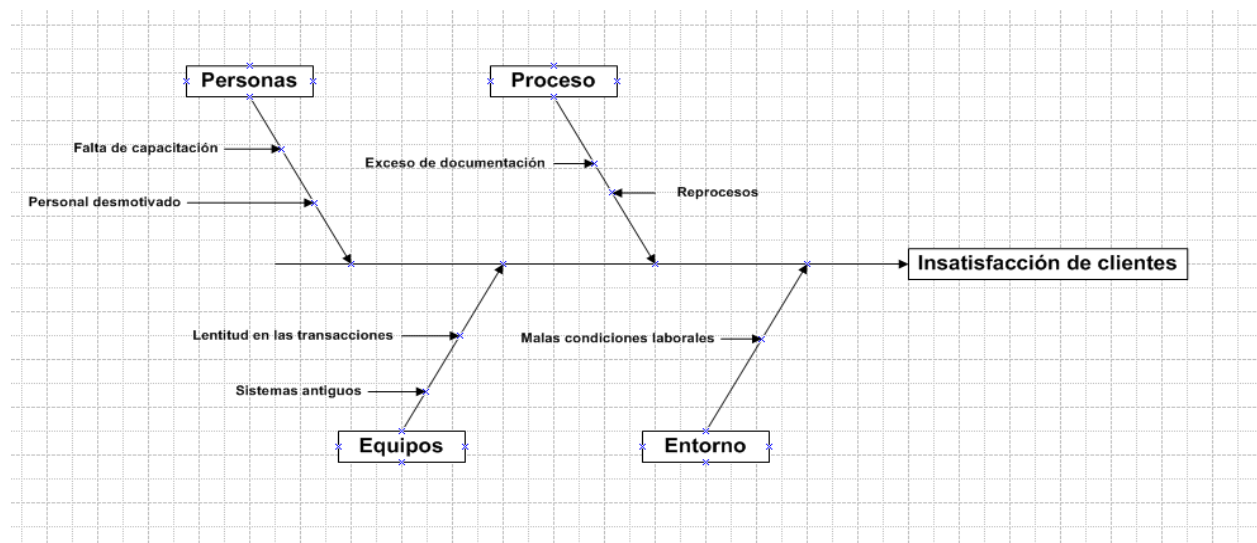 Personas
Proceso
Falta de capacitación
Exceso de documentación
Reprocesos
Personal desmotivado
Insatisfacción de clientes
Lentitud en las transacciones
Malas condiciones laborales
Sistemas antiguos
Equipos
Entorno